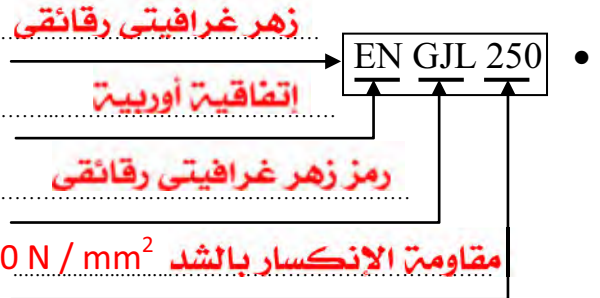 زهر غرافيتي رقائقي
• EN GJL 250
إتفاقية أوربية
رمز زهر غرافيتي رقائقي
مقاومة الإنكسار بالشد 0 N / mm²